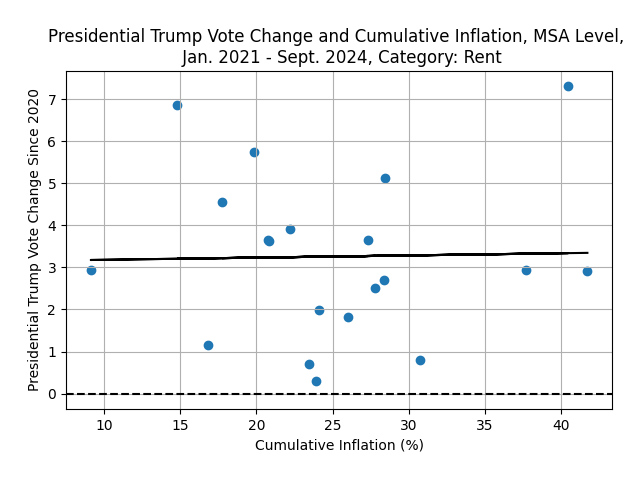 Presidential Trump Vote Change and Cumulative Inflation, MSA Level,
Jan. 2021 - Sept. 2024, Category: Rent
Presidential Trump Vote Change Since 2020
7
6
5
4
3
2
1
0
10 15 20 25 30 35 40
Cumulative Inflation (%)